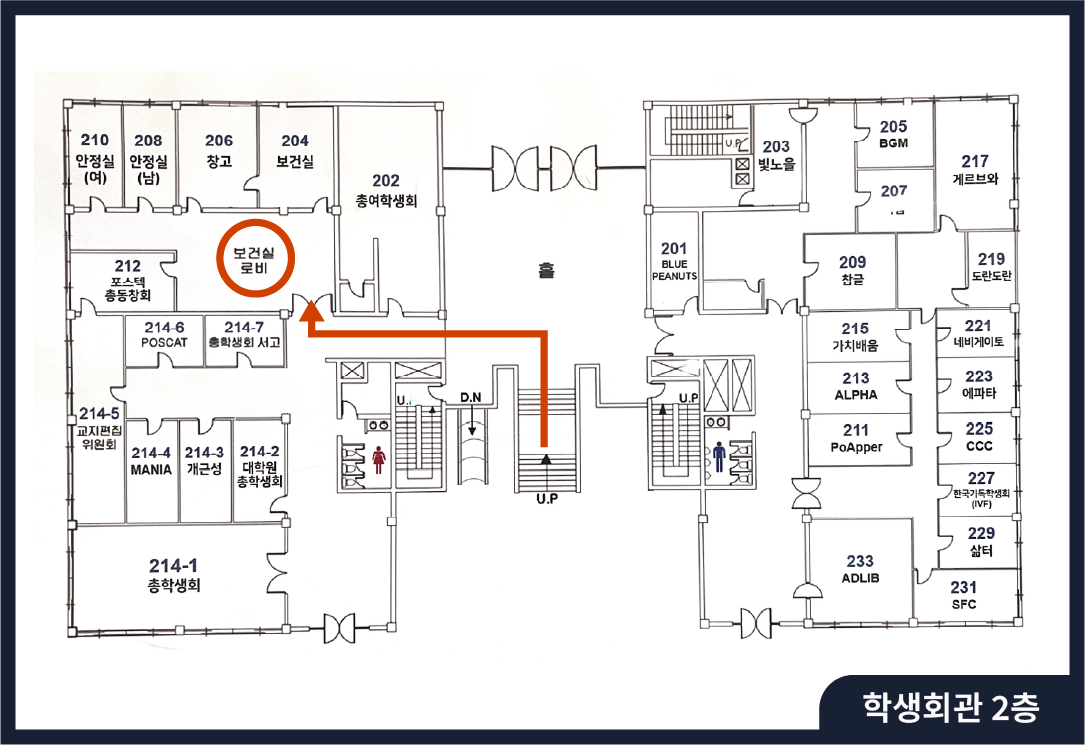 210
안정실
(여)
208
안정실
(남)
206
창고
204
보건실
202
총여학생회
203
빛노을
U.P
205
BGM
207
217
게르브와
보건실
로비
212
포스텍
총동창회
홀
201
BLUE
PEANUTS
209
참글
219
도란도란
214-6
POSCAT
214-7
총학생회 서고
215
가치배움
221
네비게이토
213
ALPHA
223
에파타
211
PoApper
225
CCC
214-5
교지편집
위원회
214-4
MANIA
214-3
개근성
214-2
대학원
총학생회
D.N
U.P
U.P
227
한국기독학생회
(IVF)
229
삶터
214-1
총학생회
233
ADLIB
231
SFC
학생회관 2층